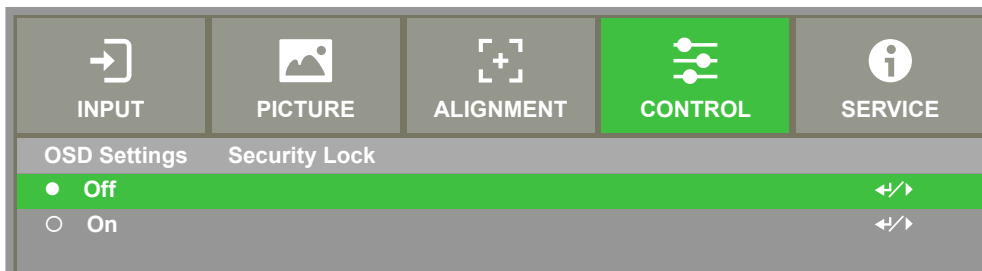 INPUT PICTURE ALIGNMENT CONTROL SERVICE
OSD Settings Security Lock
Off
On